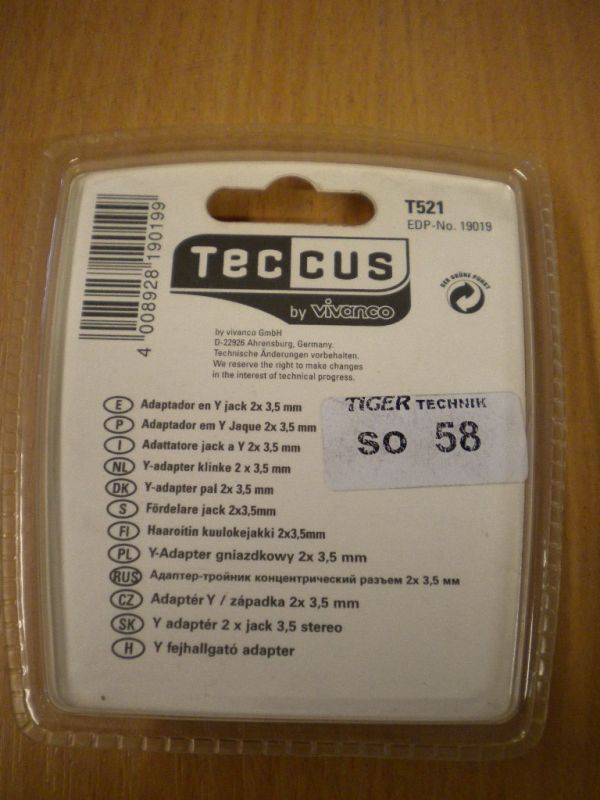 T521
EDP-No. 19019
4 008928 190199
TECCUS
by vivanco
DER GRÜNE PUNKT
by vivanco GmbH
D-22926 Ahrensburg, Germany.
Technische Änderungen vorbehalten.
We reserve the right to make changes
in the interest of technical progress.
TIGER TECHNIK
SO 58
E Adaptador en Y jack 2x 3,5 mm
P Adaptador em Y Jaque 2x 3,5 mm
I Adattatore jack a Y 2x 3,5 mm
NL Y-adapter klinke 2 x 3,5 mm
DK Y-adapter pal 2x 3,5 mm
S Fördelare jack 2x3,5mm
FI Haaroitin kuulokejakki 2x3,5mm
PL Y-Adapter gniazdkowy 2x 3,5 mm
RUS Адаптер-тройник концентрический разъем 2x 3,5 мм
CZ Adaptér Y / západka 2x 3,5 mm
SK Y adaptér 2 x jack 3,5 stereo
H Y fejhallgató adapter